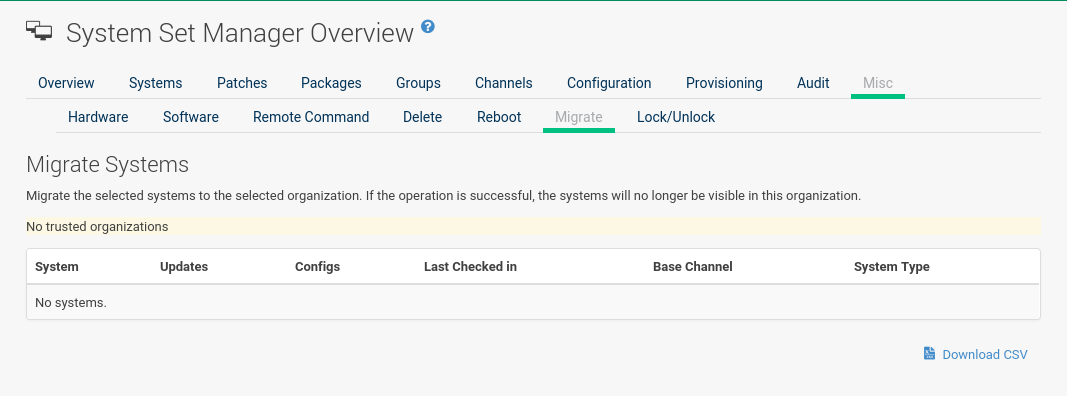 System Set Manager Overview ?
Overview Systems Patches Packages Groups Channels Configuration Provisioning Audit Misc
Hardware Software Remote Command Delete Reboot Migrate Lock/Unlock
Migrate Systems
Migrate the selected systems to the selected organization. If the operation is successful, the systems will no longer be visible in this organization.
No trusted organizations
System Updates Configs Last Checked in Base Channel System Type
No systems.
Download CSV